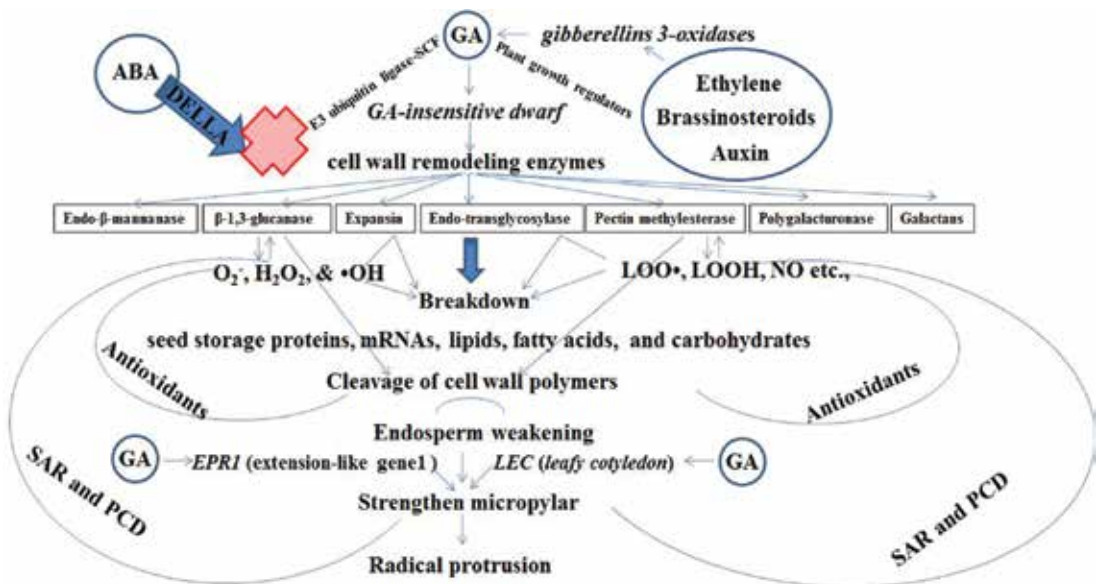 GA
gibberellins 3-oxidases
ABA
DELLA
E3 ubiquitin ligase-SCF
Plant growth regulators
Ethylene
Brassinosteroids
Auxin
GA-insensitive dwarf
cell wall remodeling enzymes
Endo-β-mannanase
β-1,3-glucanase
Expansin
Endo-transglycosylase
Pectin methylesterase
Polygalacturonase
Galactans
O₂⁻, H₂O₂, & •OH
LOO•, LOOH, NO etc.,
Breakdown
seed storage proteins, mRNAs, lipids, fatty acids, and carbohydrates
Cleavage of cell wall polymers
Antioxidants
Antioxidants
Endosperm weakening
GA
EPR1 (extension-like gene1)
LEC (leafy cotyledon)
GA
Strengthen micropylar
SAR and PCD
SAR and PCD
Radical protrusion